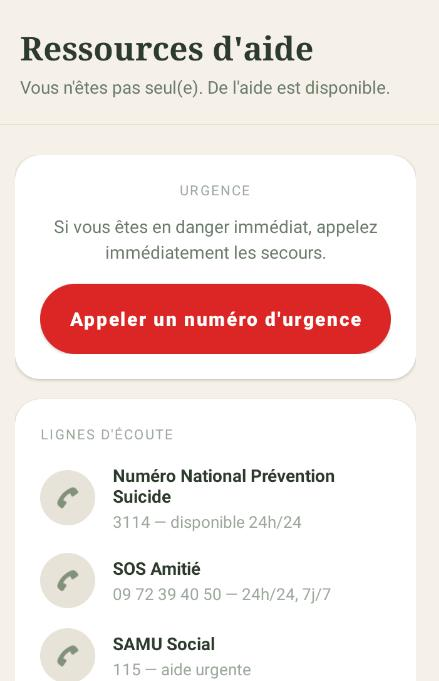 Ressources d'aide
Vous n'êtes pas seul(e). De l'aide est disponible.
URGENCE
Si vous êtes en danger immédiat, appelez
immédiatement les secours.
Appeler un numéro d'urgence
LIGNES D'ÉCOUTE
Numéro National Prévention
Suicide
3114 — disponible 24h/24
SOS Amitié
09 72 39 40 50 — 24h/24, 7j/7
SAMU Social
115 — aide urgente